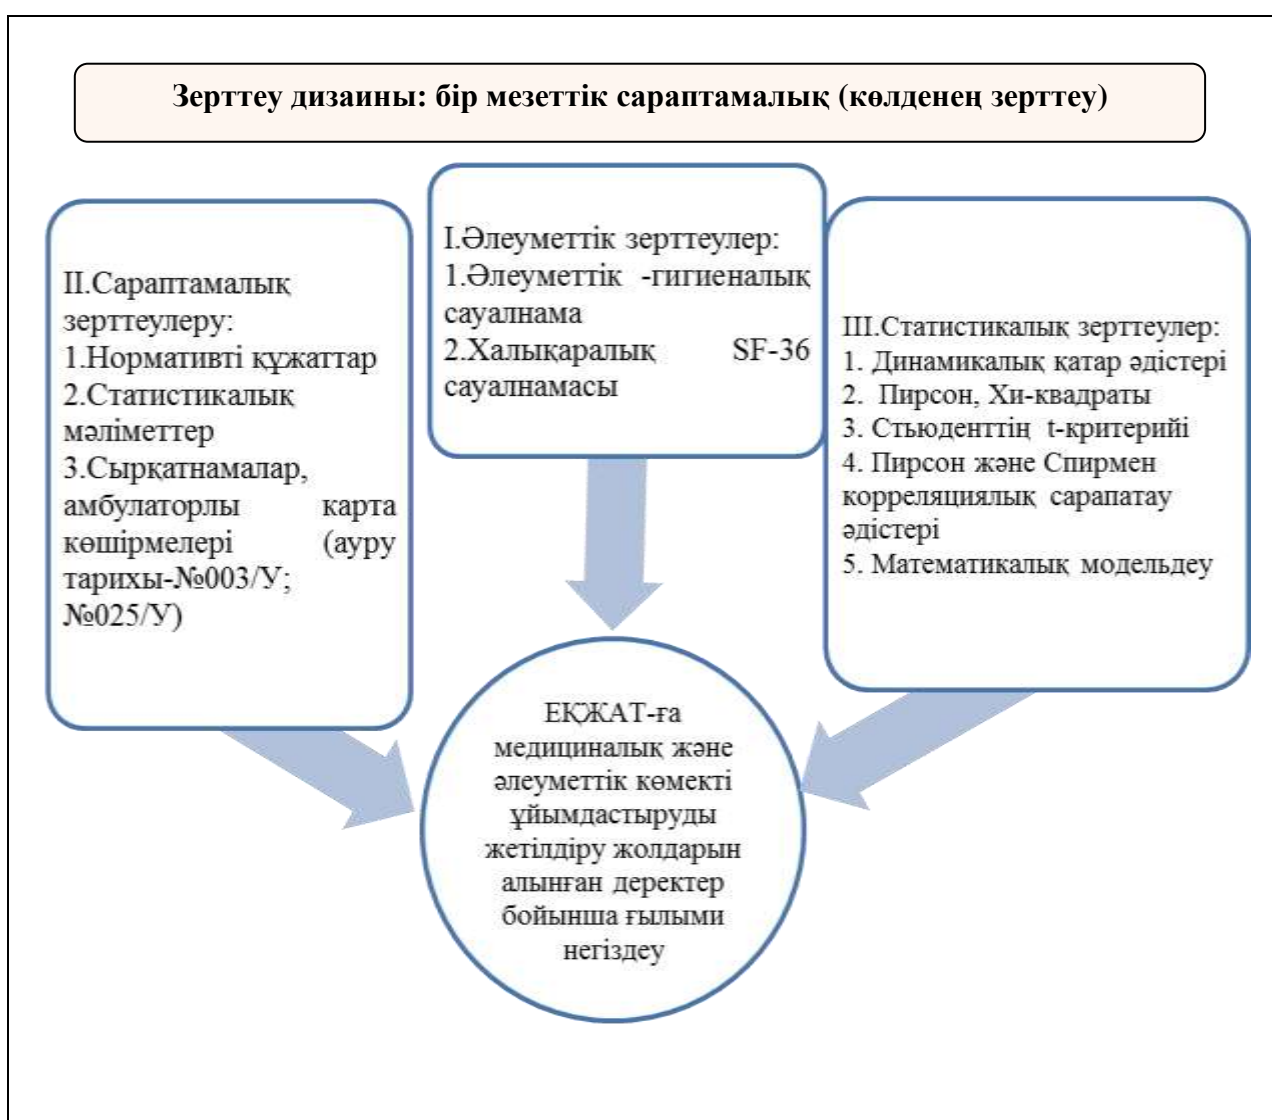 Зерттеу дизаины: бір мезеттік сараптамалық (көлденең зерттеу)
II.Сараптамалық
зерттеулеру:
1.Нормативті құжаттар
2.Статистикалық
мәліметтер
3.Сырқатнамалар,
амбулаторлы карта
көшірмелері (ауру
тарихы-№003/У;
№025/У)
I.Әлеуметтік зерттеулер:
1.Әлеуметтік -гигиеналық
сауалнама
2.Халықаралық SF-36
сауалнамасы
III.Статистикалық зерттеулер:
1. Динамикалық қатар әдістері
2. Пирсон, Хи-квадраты
3. Стьюденттің t-критерийі
4. Пирсон және Спирмен
корреляциялық сарапатау
әдістері
5. Математикалық модельдеу
ЕҚЖАТ-ға
медициналық және
әлеуметтік көмекті
ұйымдастыруды
жетілдіру жолдарын
алынған деректер
бойынша ғылыми
негіздеу